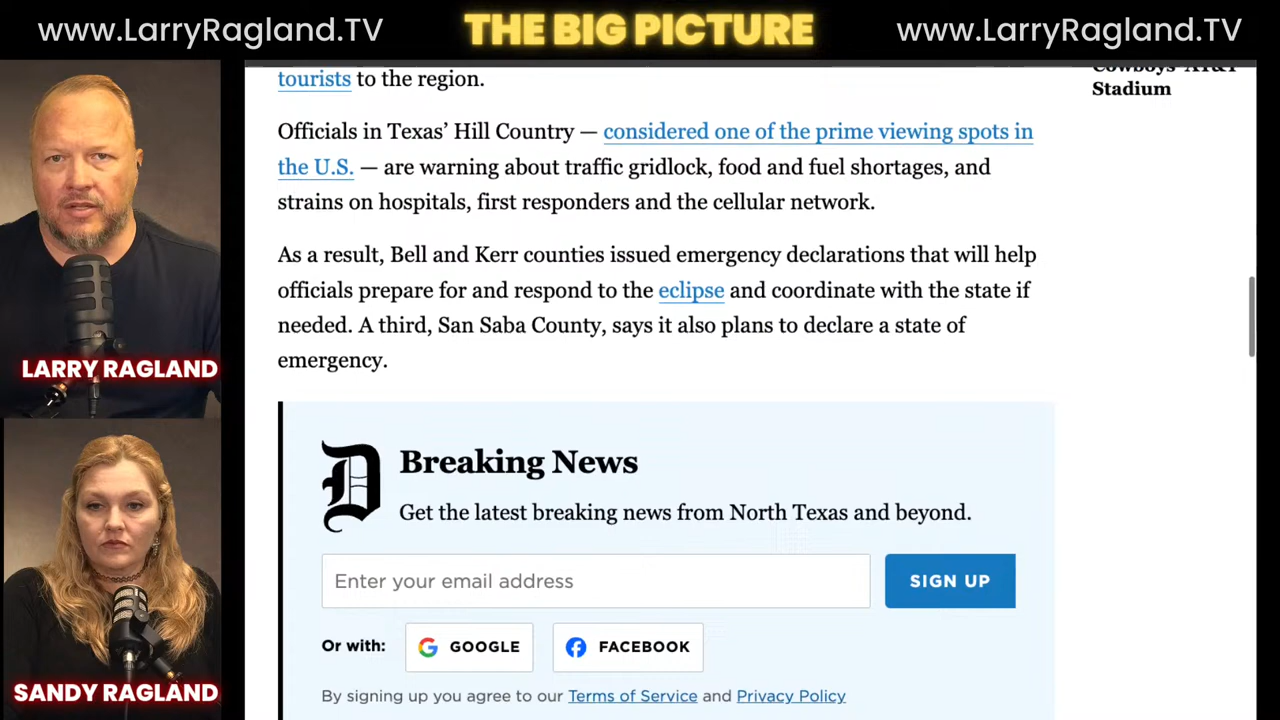 www.LarryRagland.TV
THE BIG PICTURE
www.LarryRagland.TV
LARRY RAGLAND
SANDY RAGLAND
tourists to the region.
Officials in Texas’ Hill Country — considered one of the prime viewing spots in
the U.S. — are warning about traffic gridlock, food and fuel shortages, and
strains on hospitals, first responders and the cellular network.
As a result, Bell and Kerr counties issued emergency declarations that will help
officials prepare for and respond to the eclipse and coordinate with the state if
needed. A third, San Saba County, says it also plans to declare a state of
emergency.
D
Breaking News
Get the latest breaking news from North Texas and beyond.
Enter your email address
SIGN UP
Or with:
GOOGLE
FACEBOOK
By signing up you agree to our Terms of Service and Privacy Policy
Cowboys’ AT&T
Stadium